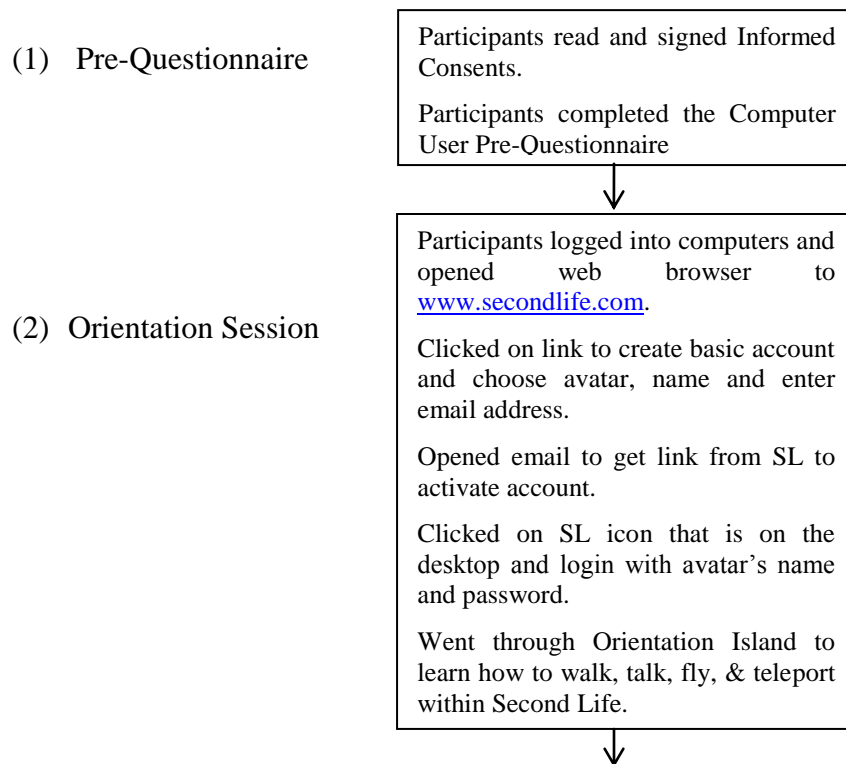 (1) Pre-Questionnaire
Participants read and signed Informed
Consents.
Participants completed the Computer
User Pre-Questionnaire
(2) Orientation Session
Participants logged into computers and
opened web browser to
www.secondlife.com.
Clicked on link to create basic account
and choose avatar, name and enter
email address.
Opened email to get link from SL to
activate account.
Clicked on SL icon that is on the
desktop and login with avatar's name
and password.
Went through Orientation Island to
learn how to walk, talk, fly, & teleport
within Second Life.